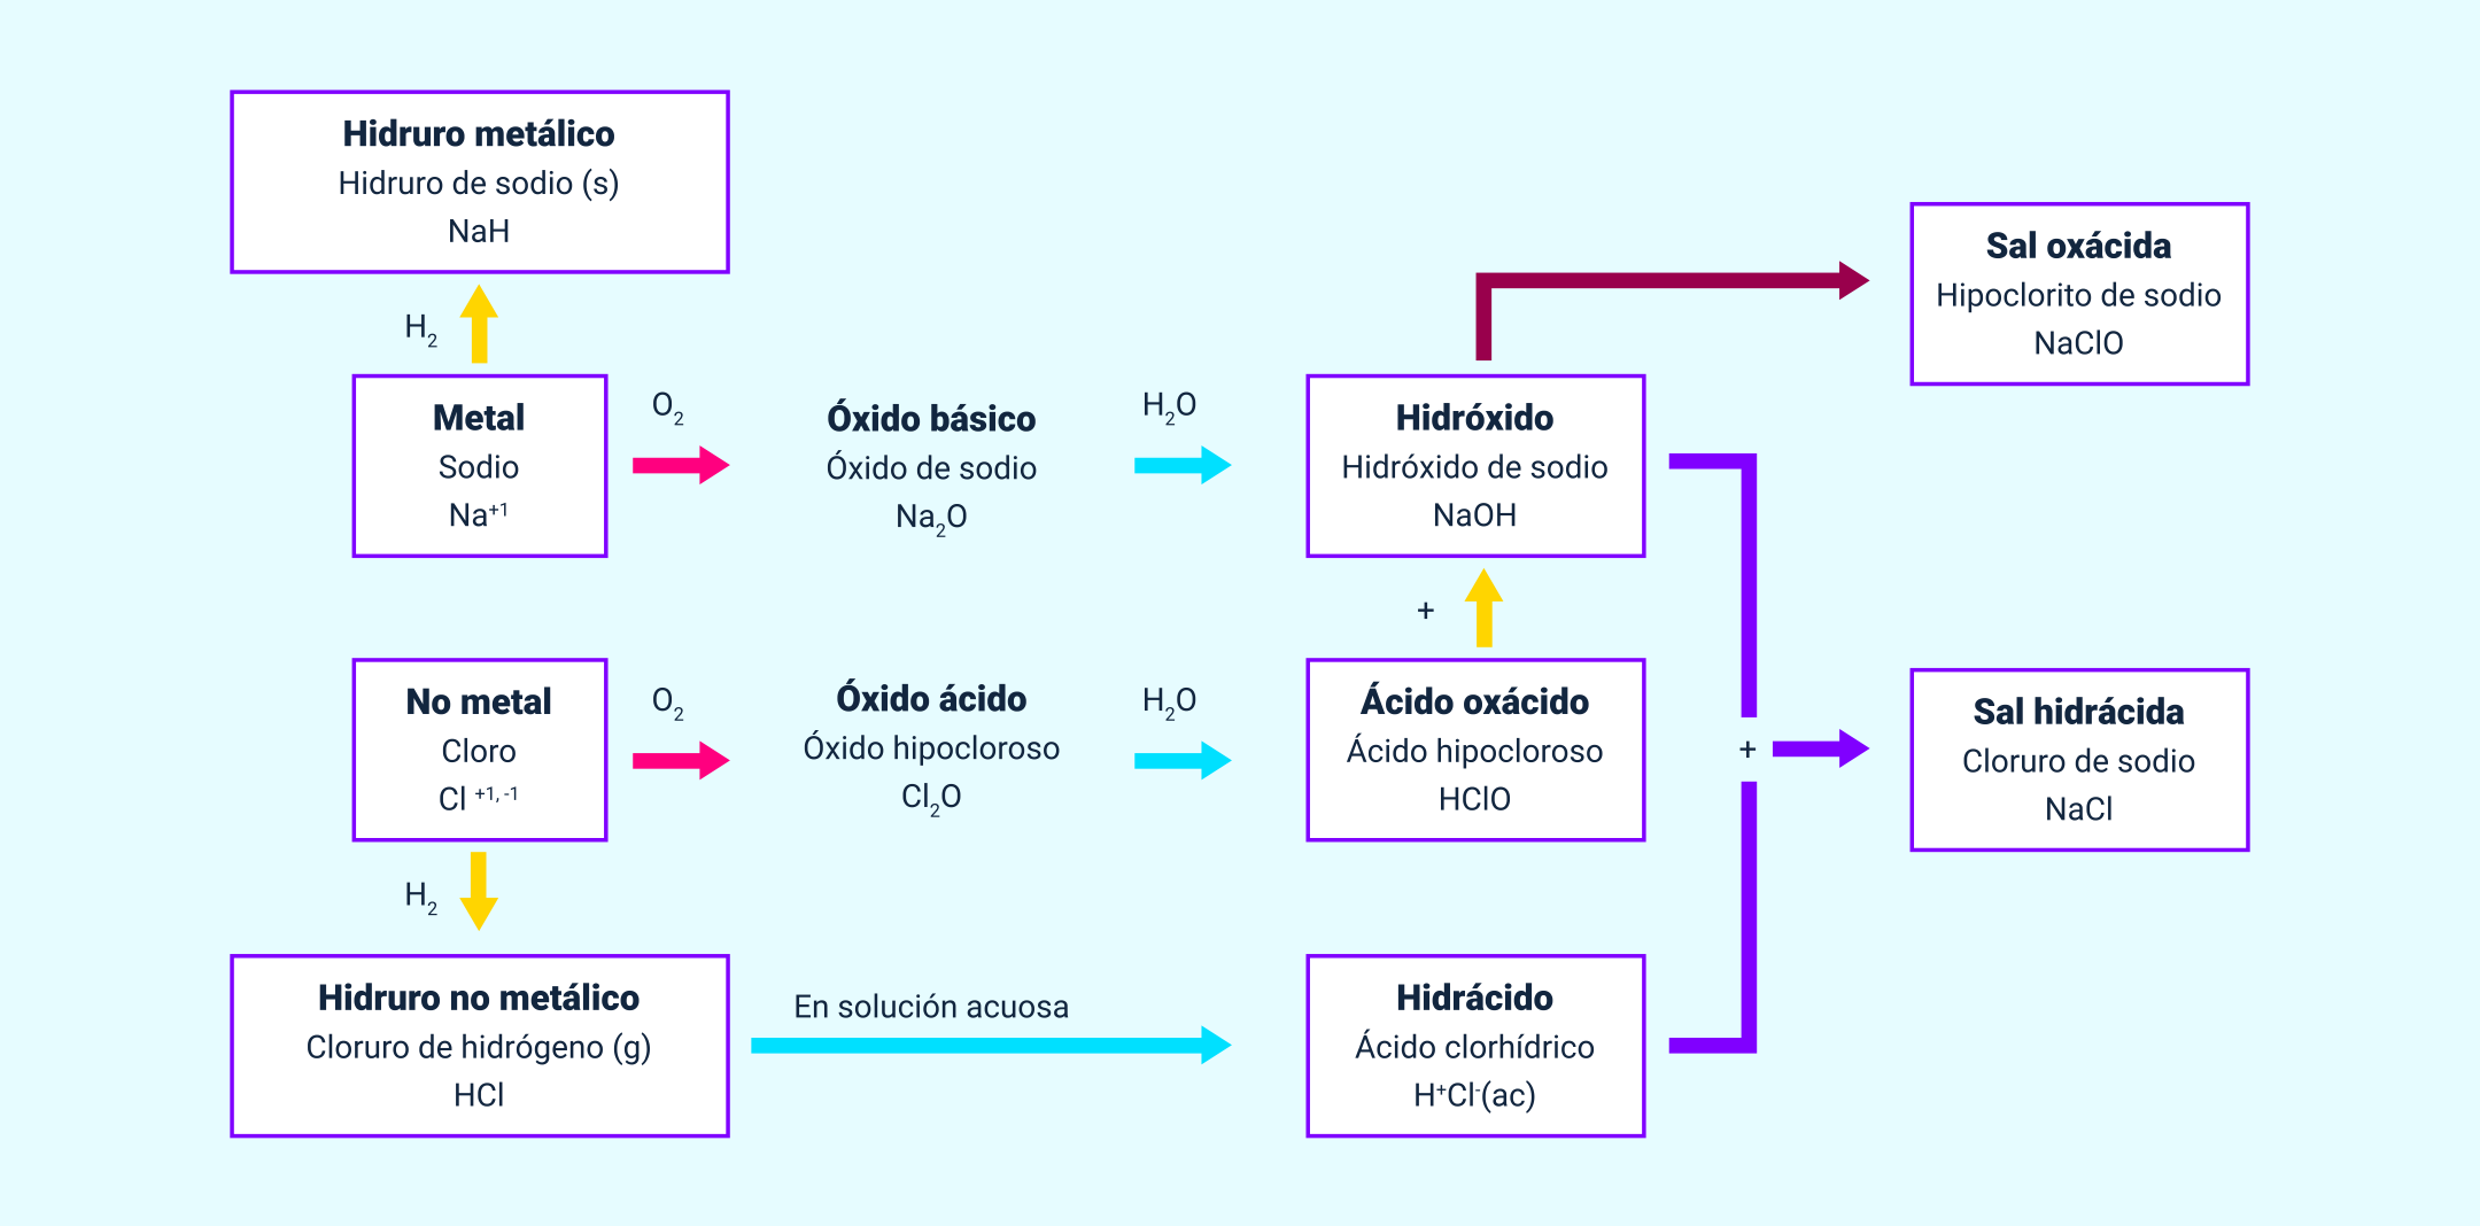 Hidruro metálico
Hidruro de sodio (s)
NaH
H₂
Metal
Sodio
Na⁺¹
O₂
Óxido básico
Óxido de sodio
Na₂O
H₂O
Hidróxido
Hidróxido de sodio
NaOH
Sal oxácida
Hipoclorito de sodio
NaClO
+
No metal
Cloro
Cl ⁺¹, ⁻¹
O₂
Óxido ácido
Óxido hipocloroso
Cl₂O
H₂O
Ácido oxácido
Ácido hipocloroso
HClO
+
Sal hidrácida
Cloruro de sodio
NaCl
H₂
Hidruro no metálico
Cloruro de hidrógeno (g)
HCl
En solución acuosa
Hidrácido
Ácido clorhídrico
H⁺Cl⁻(ac)